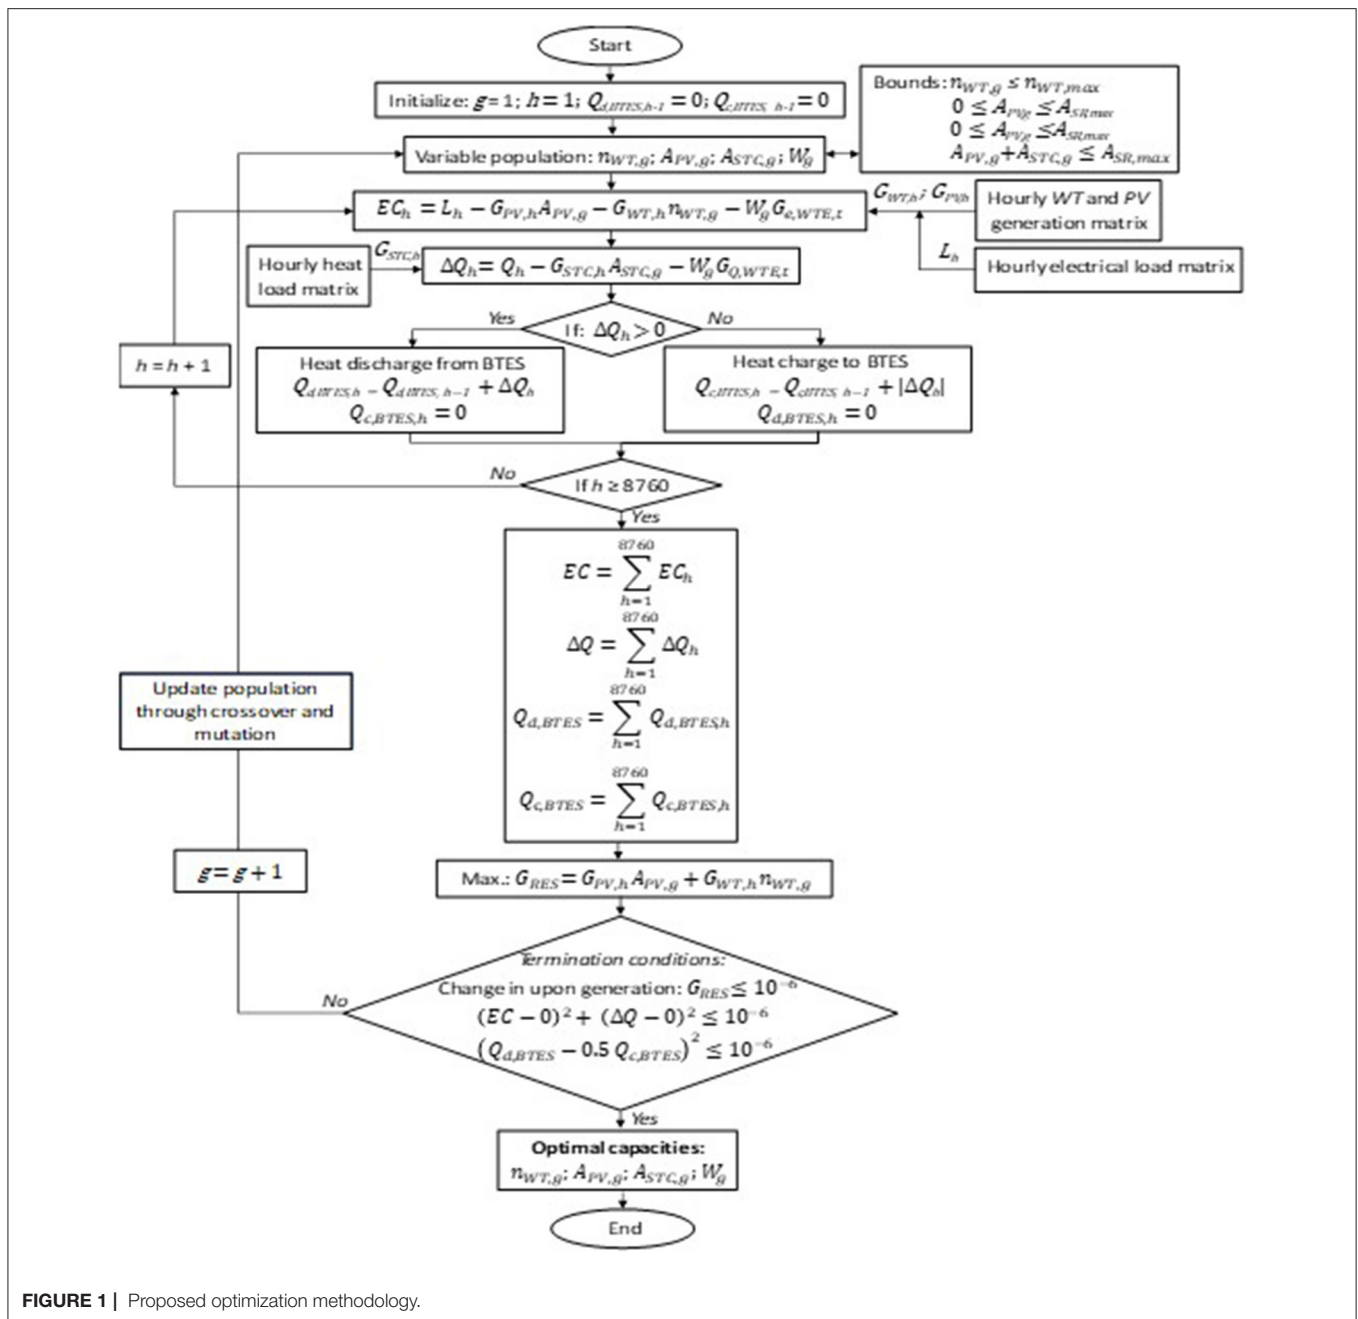 Start
Initialize: g=1; h=1; Q_{d,BTES,h-1}=0; Q_{c,BTES, h-1}=0
Bounds: n_{WT,g} ≤ n_{WT,max}
0 ≤ A_{PV,g} ≤ A_{SR,max}
0 ≤ A_{PV,g} ≤ A_{SR,max}
A_{PV,g} + A_{STC,g} ≤ A_{SR,max}
Variable population: n_{WT,g}; A_{PV,g}; A_{STC,g}; W_g
EC_h = L_h − G_{PV,h}A_{PV,g} − G_{WT,h}n_{WT,g} − W_gG_{e,WTE,t}
G_{WT,h}; G_{PV,h}
Hourly WT and PV
generation matrix
L_h
Hourly electrical load matrix
Hourly heat
load matrix
G_{STC,h}
ΔQ_h = Q_h − G_{STC,h}A_{STC,g} − W_gG_{Q,WTE,t}
If: ΔQ_h > 0
Yes
No
h = h + 1
Heat discharge from BTES
Q_{d,BTES,h} − Q_{d,BTES, h−1} + ΔQ_h
Q_{c,BTES,h} = 0
Heat charge to BTES
Q_{c,BTES,h} − Q_{c,BTES, h−1} + |ΔQ_h|
Q_{d,BTES,h} = 0
No
If h ≥ 8760
Yes
EC = \sum_{h=1}^{8760} EC_h
ΔQ = \sum_{h=1}^{8760} ΔQ_h
Q_{d,BTES} = \sum_{h=1}^{8760} Q_{d,BTES,h}
Q_{c,BTES} = \sum_{h=1}^{8760} Q_{c,BTES,h}
Update population
through crossover and
mutation
g = g + 1
Max.: G_{RES} = G_{PV,h}A_{PV,g} + G_{WT,h}n_{WT,g}
Termination conditions:
Change in upon generation: G_{RES} ≤ 10^{−6}
(EC − 0)^2 + (ΔQ − 0)^2 ≤ 10^{−6}
(Q_{d,BTES} − 0.5 Q_{c,BTES})^2 ≤ 10^{−6}
No
Yes
Optimal capacities:
n_{WT,g}; A_{PV,g}; A_{STC,g}; W_g
End
FIGURE 1 | Proposed optimization methodology.